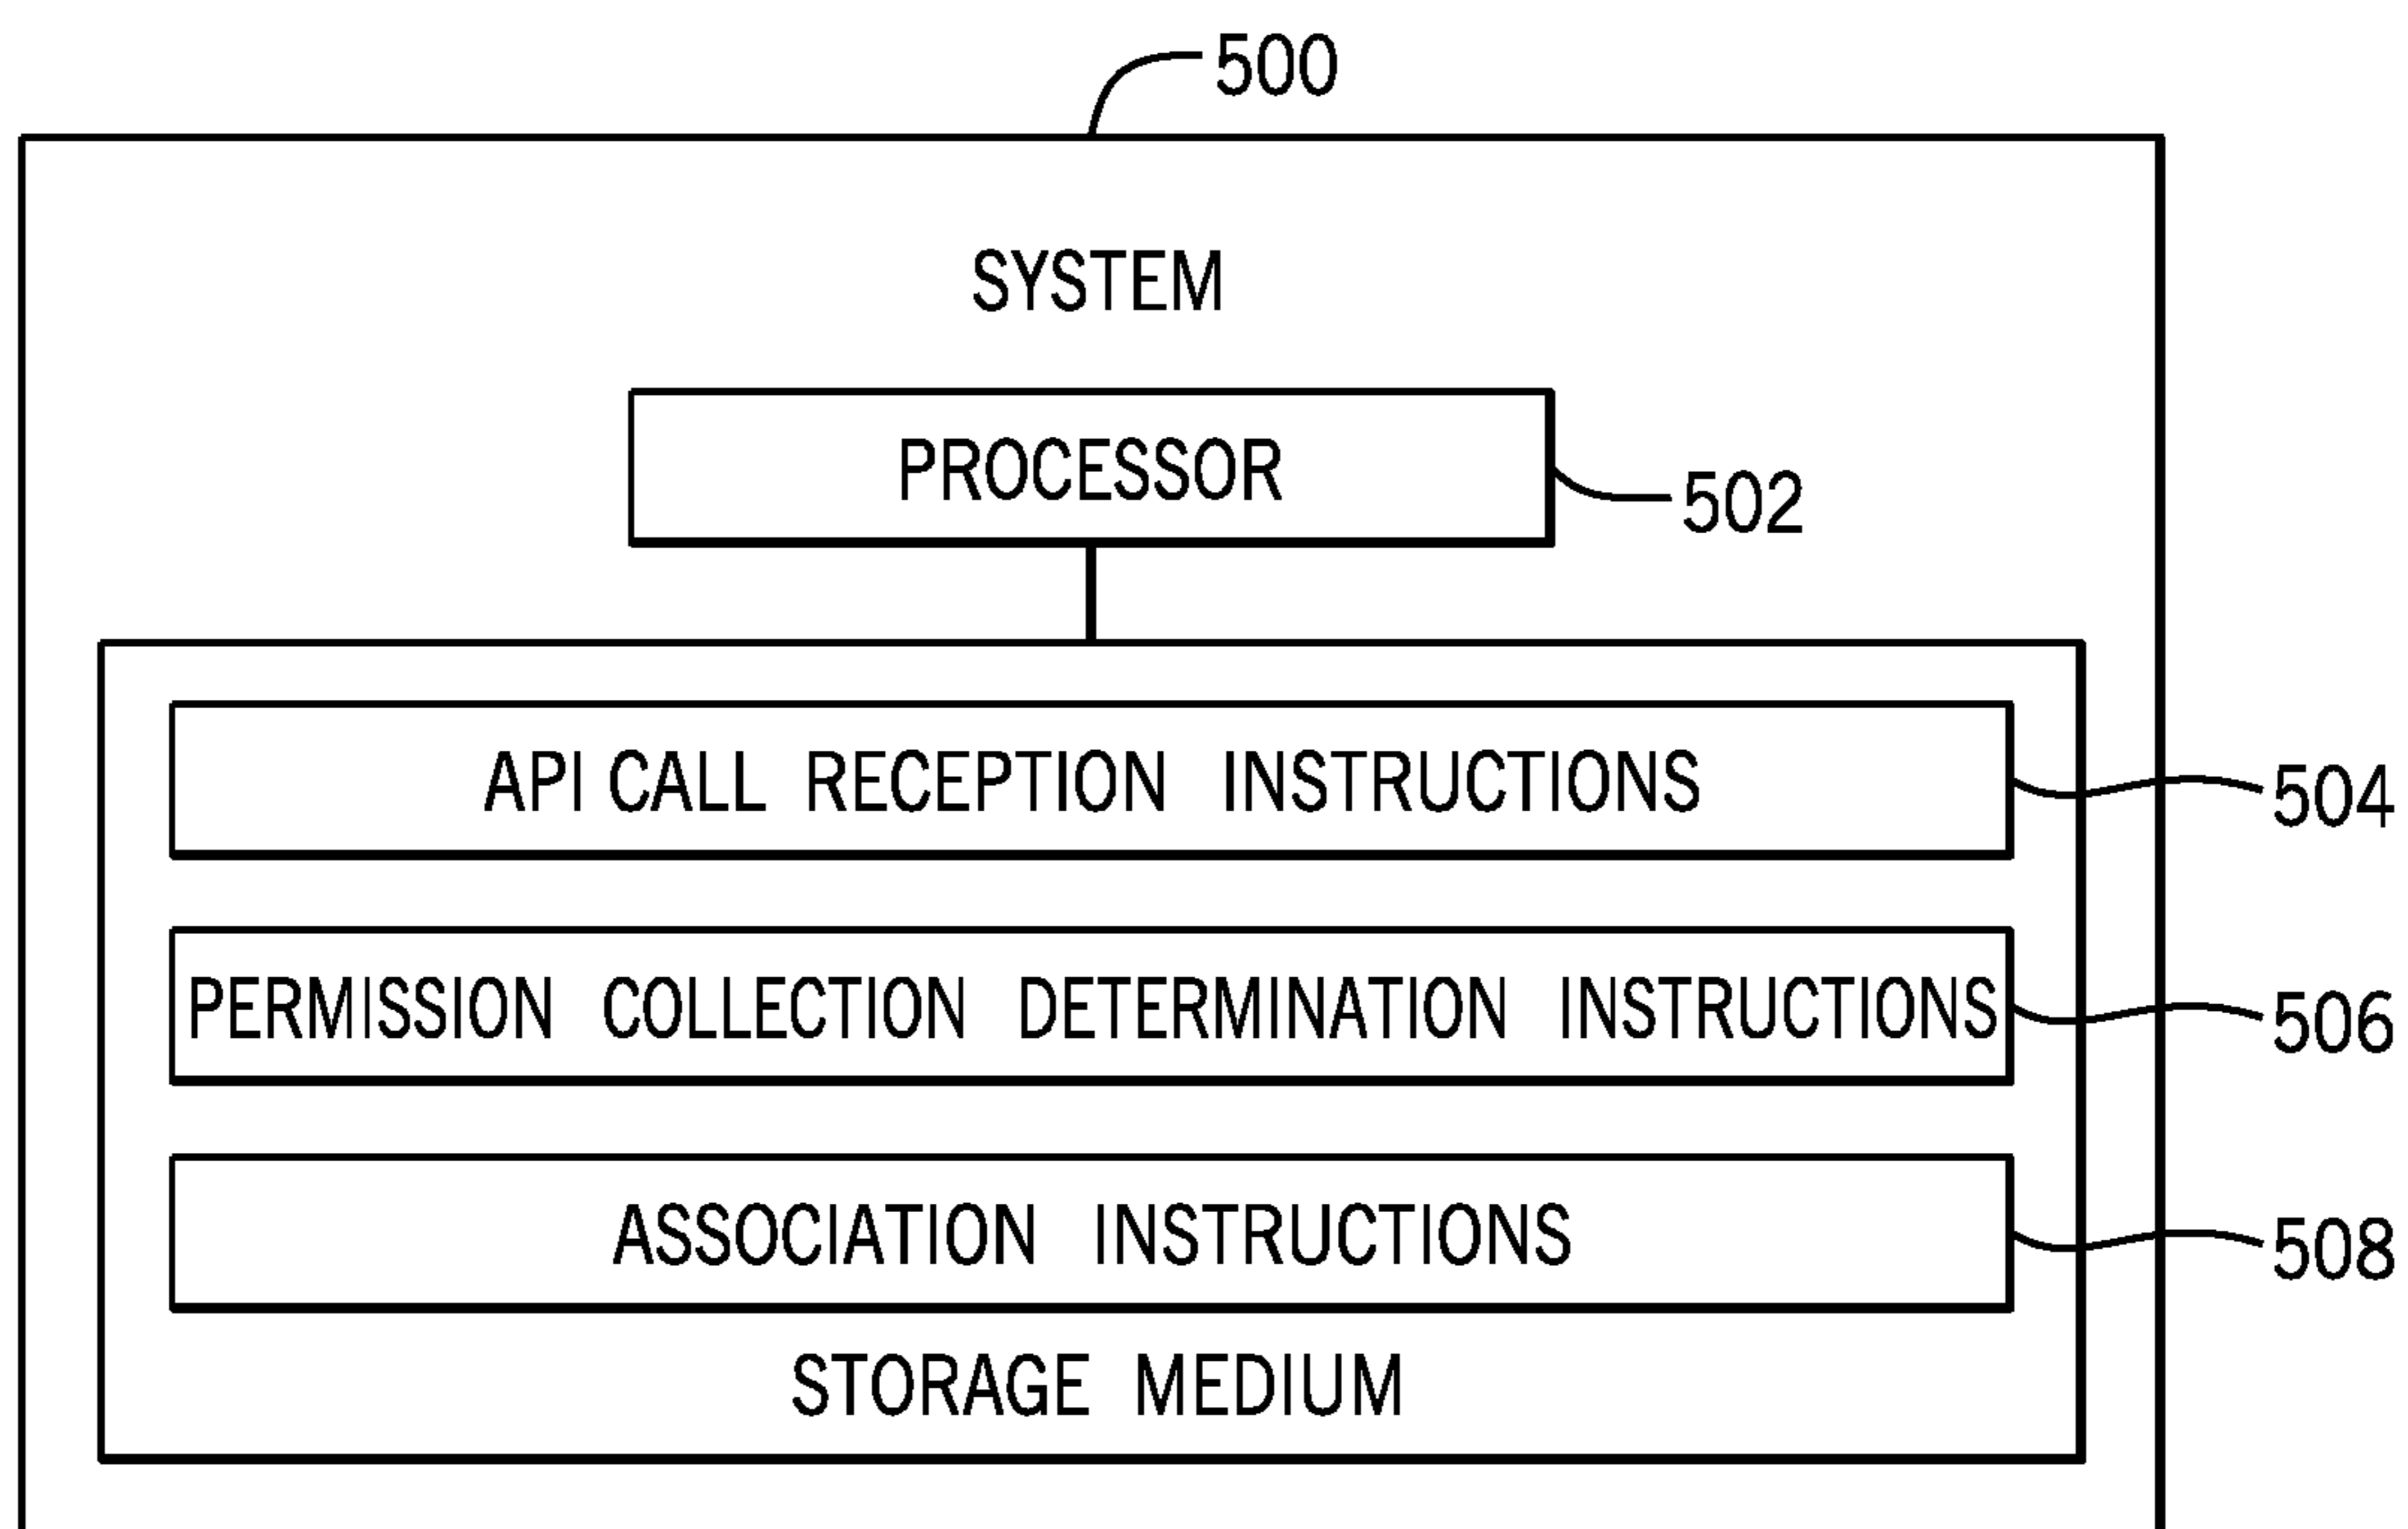 500
SYSTEM
PROCESSOR
502
API CALL RECEPTION INSTRUCTIONS
504
PERMISSION COLLECTION DETERMINATION INSTRUCTIONS
506
ASSOCIATION INSTRUCTIONS
508
STORAGE MEDIUM